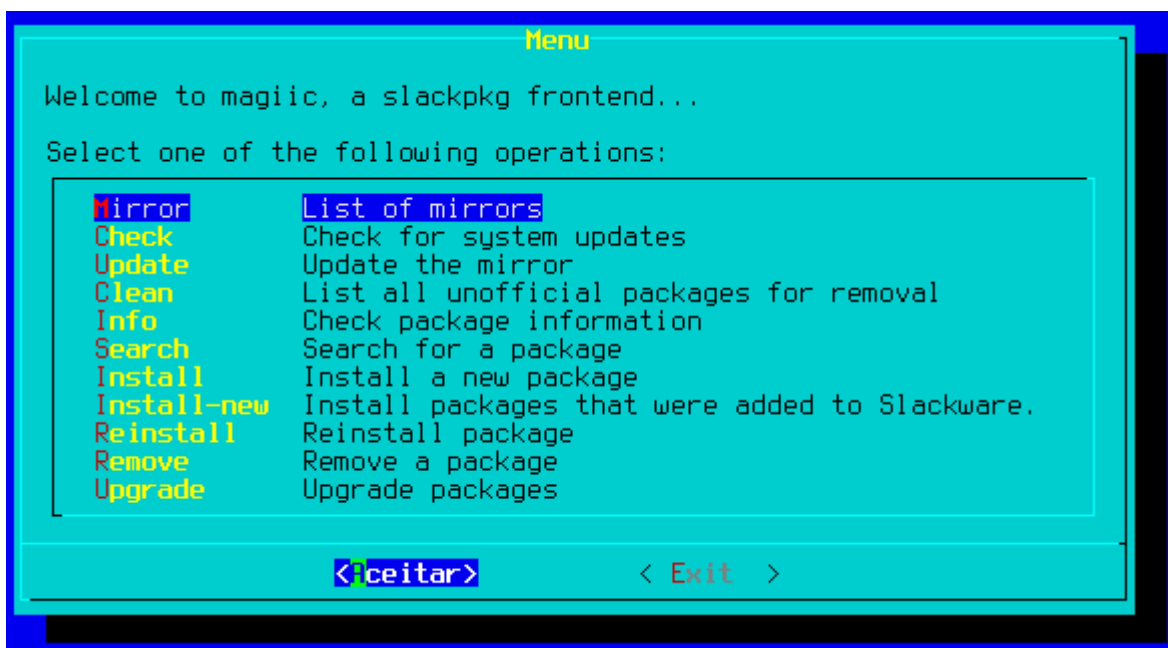 Menu
Welcome to magiic, a slackpkg frontend...
Select one of the following operations:
Mirror List of mirrors
Check Check for system updates
Update Update the mirror
Clean List all unofficial packages for removal
Info Check package information
Search Search for a package
Install Install a new package
Install-new Install packages that were added to Slackware.
Reinstall Reinstall package
Remove Remove a package
Upgrade Upgrade packages
<Aceitar> < Exit >